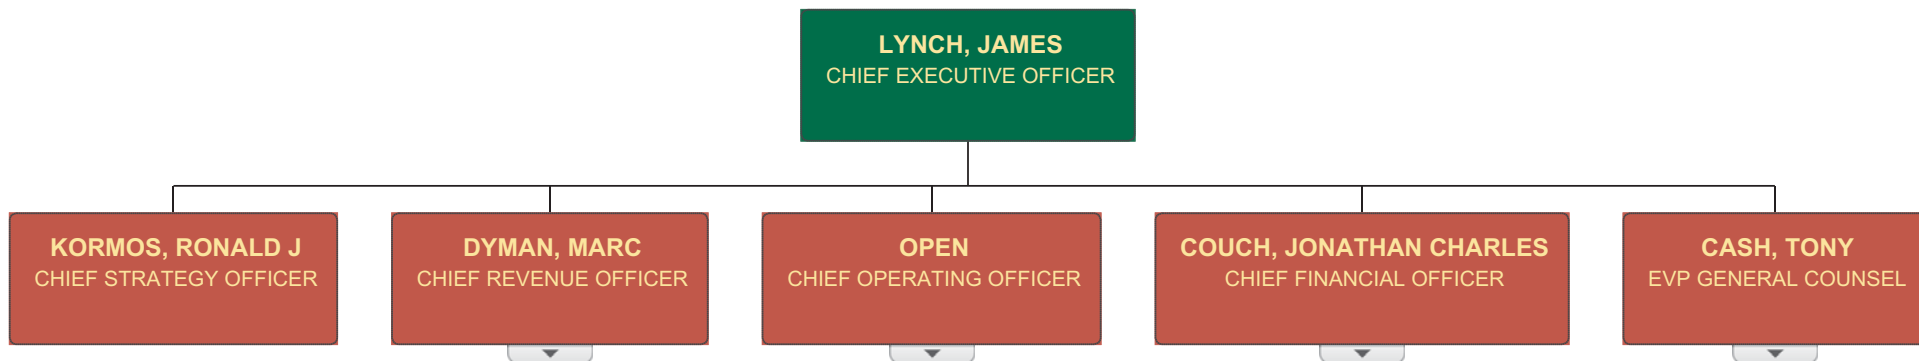 LYNCH, JAMES
CHIEF EXECUTIVE OFFICER
KORMOS, RONALD J
CHIEF STRATEGY OFFICER
DYMAN, MARC
CHIEF REVENUE OFFICER
OPEN
CHIEF OPERATING OFFICER
COUCH, JONATHAN CHARLES
CHIEF FINANCIAL OFFICER
CASH, TONY
EVP GENERAL COUNSEL